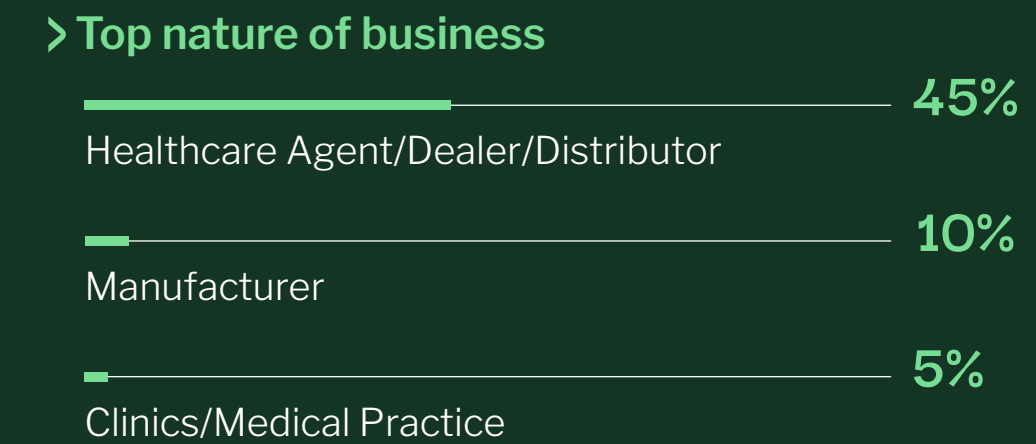 > Top nature of business
45%
Healthcare Agent/Dealer/Distributor
10%
Manufacturer
5%
Clinics/Medical Practice